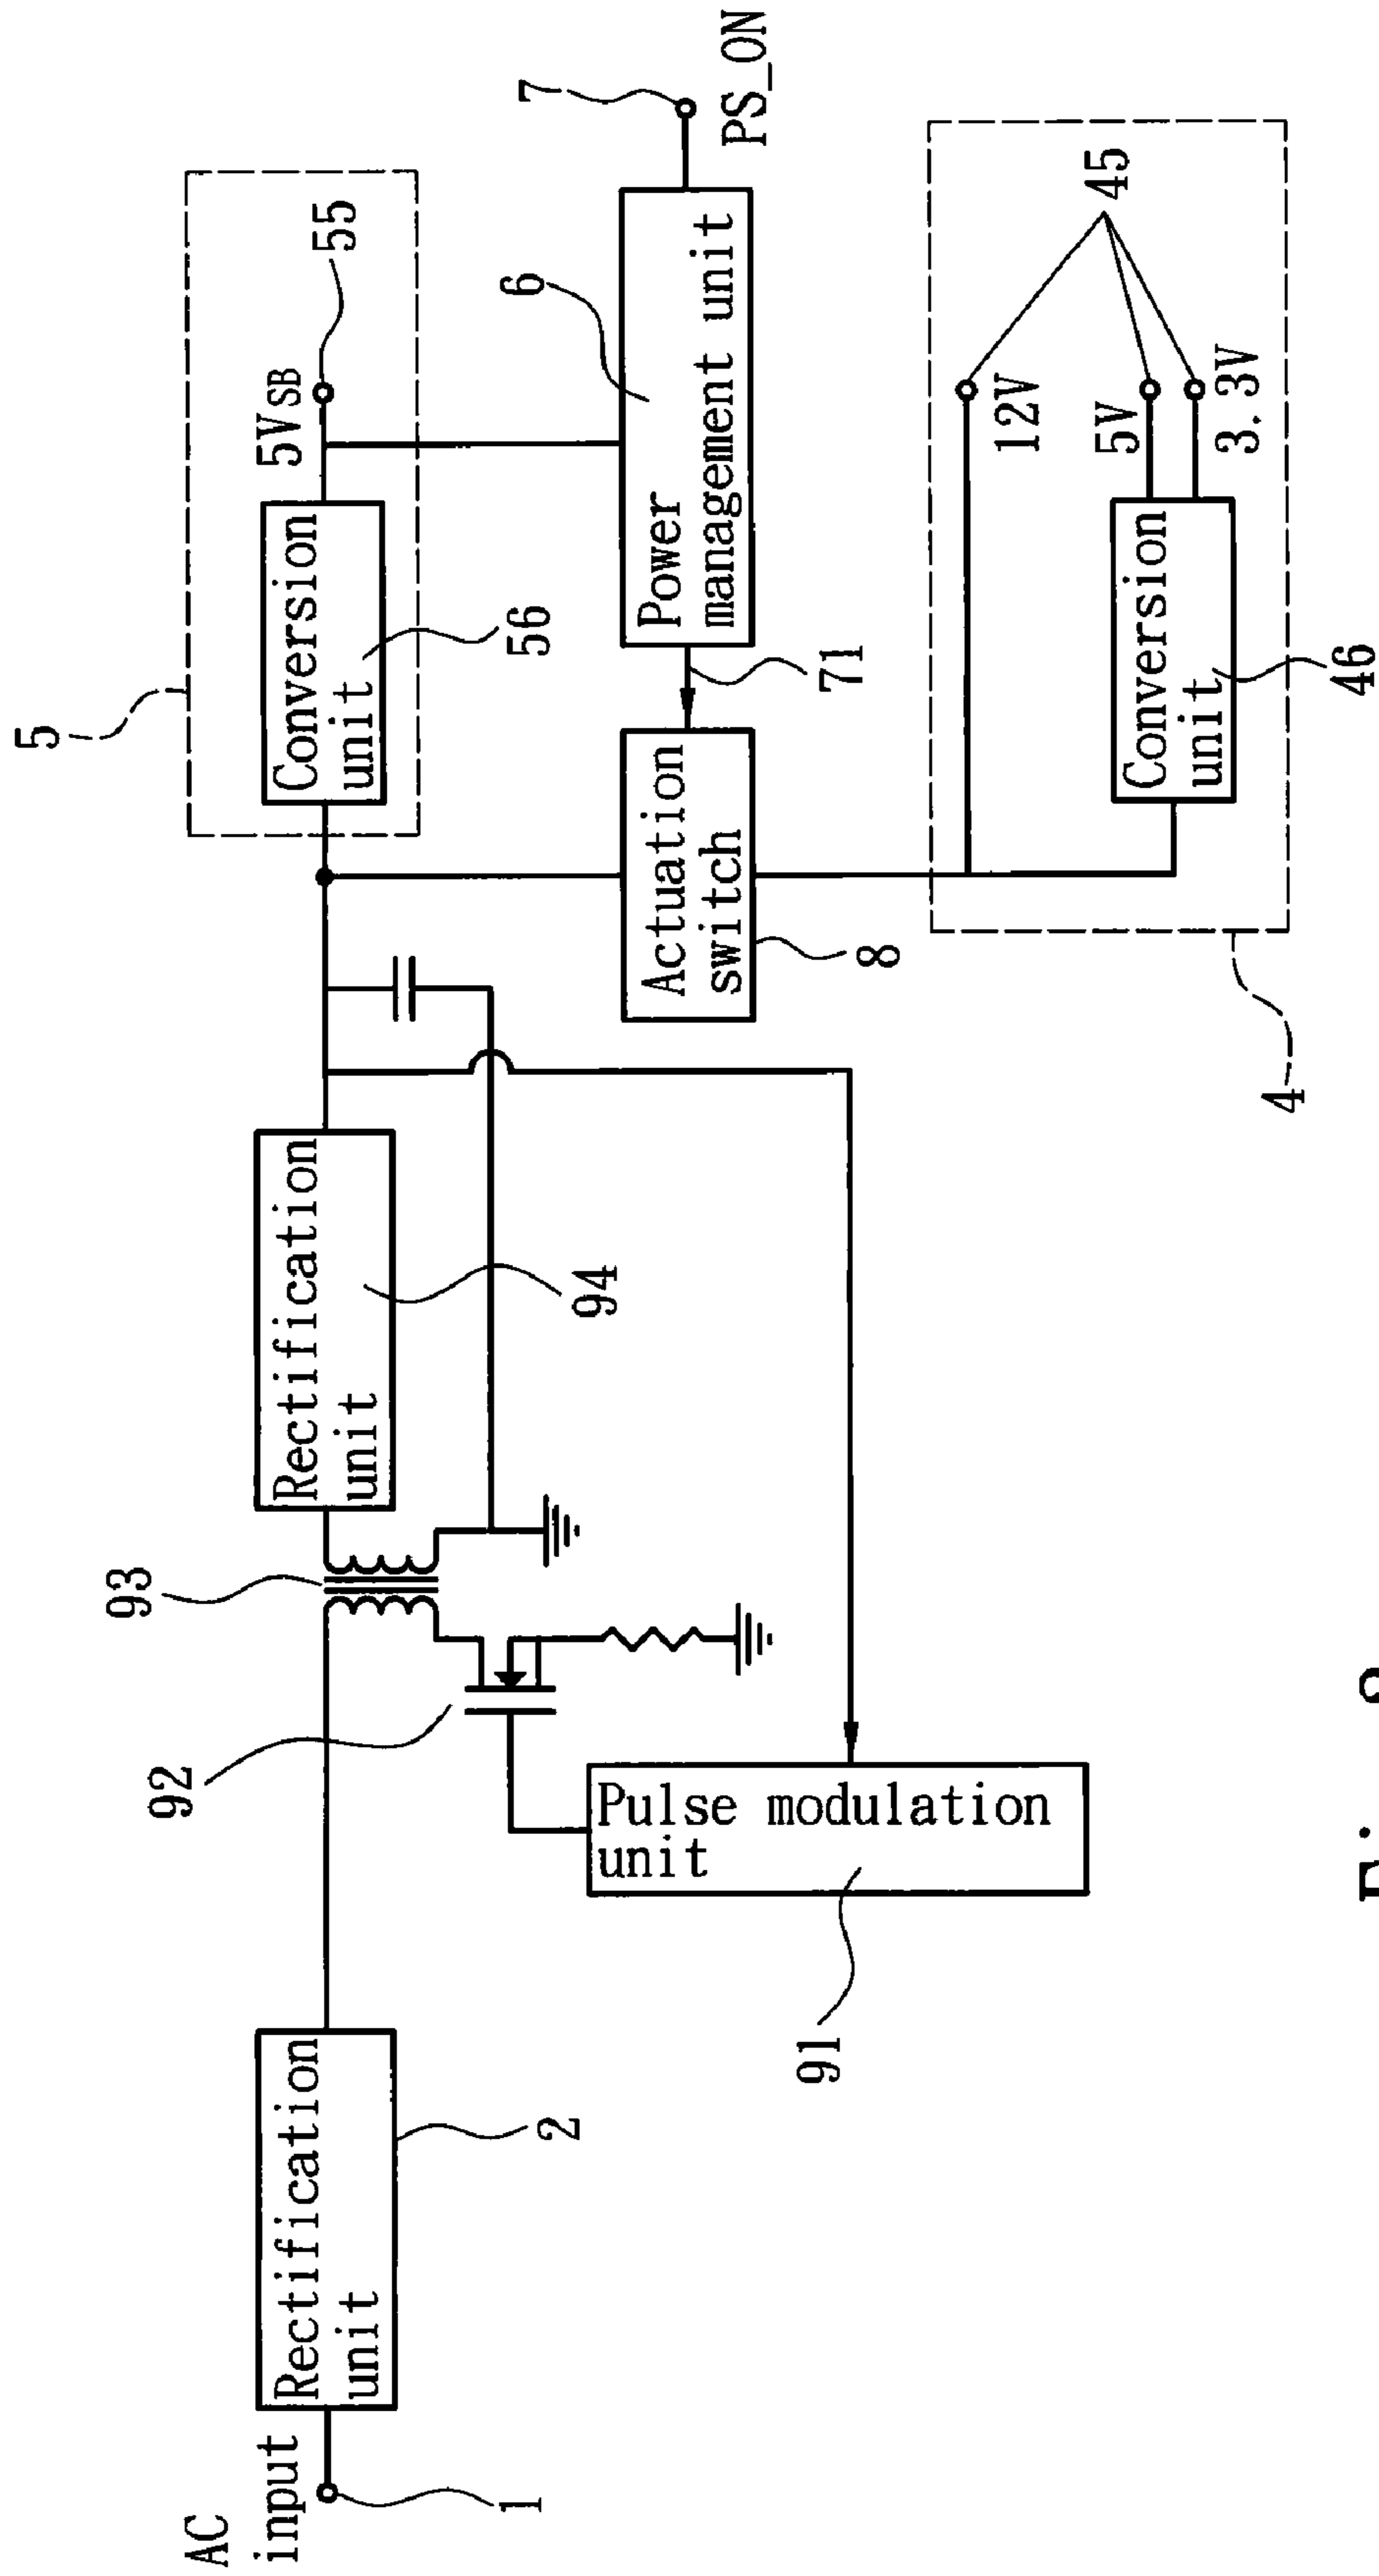 AC
input
1
Rectification
unit
2
93
92
Pulse modulation
unit
91
Rectification
unit
94
5
Conversion
unit
56
5VSB
55
Actuation
switch
8
71
Power
management unit
6
7
PS_ON
4
12V
5V
3.3V
45
Conversion
unit
46